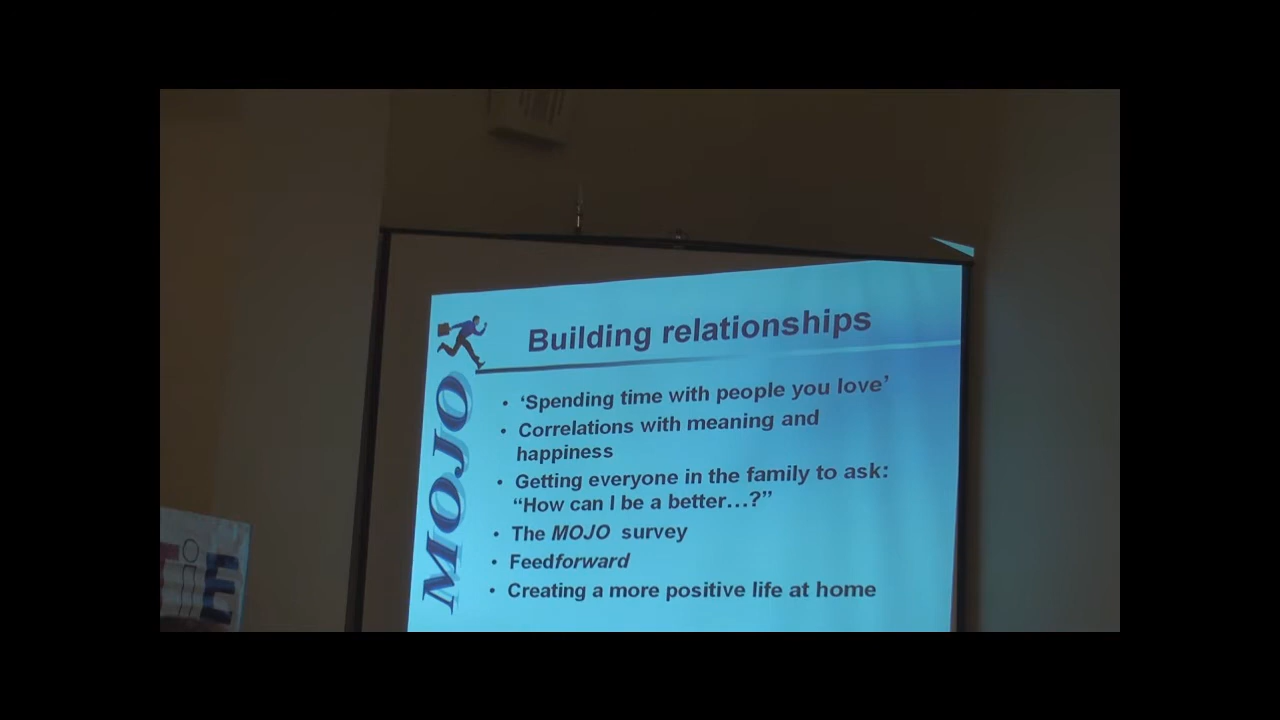 Building relationships
MOJO
• ‘Spending time with people you love’
• Correlations with meaning and
happiness
• Getting everyone in the family to ask:
“How can I be a better...?”
• The MOJO survey
• Feedforward
• Creating a more positive life at home
TiE